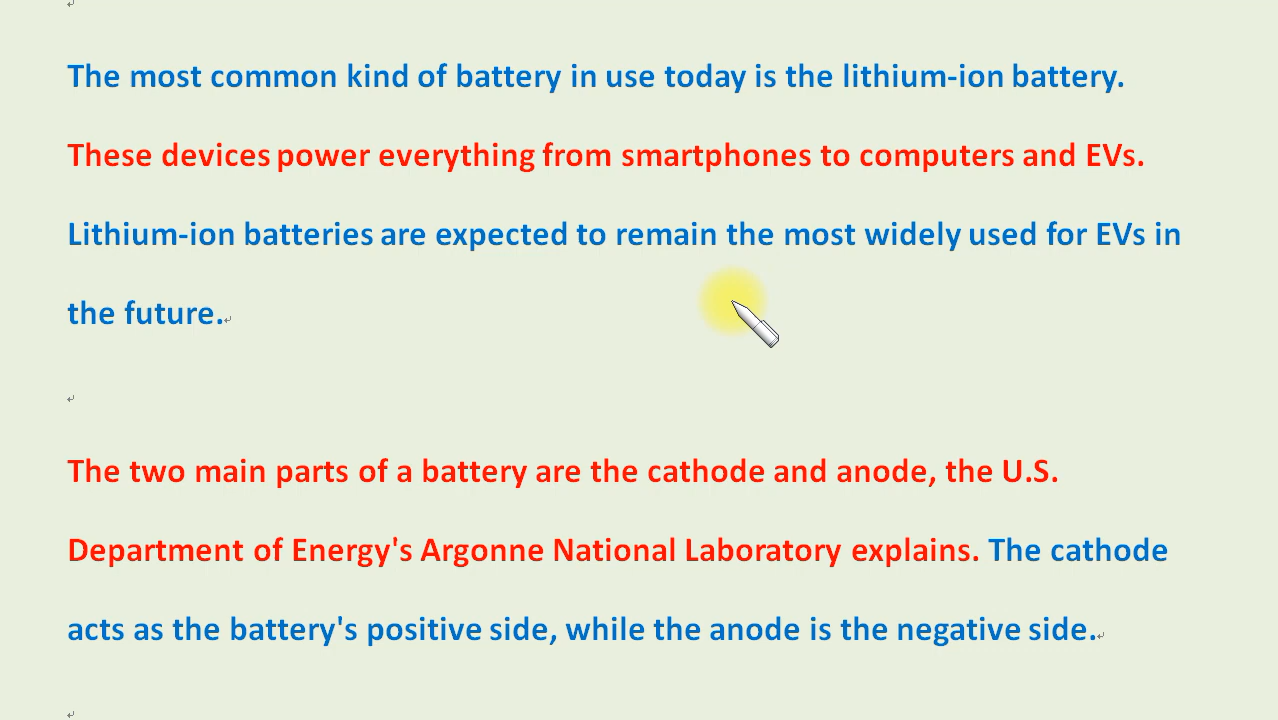 The most common kind of battery in use today is the lithium-ion battery.
These devices power everything from smartphones to computers and EVs.
Lithium-ion batteries are expected to remain the most widely used for EVs in
the future.
The two main parts of a battery are the cathode and anode, the U.S.
Department of Energy's Argonne National Laboratory explains. The cathode
acts as the battery's positive side, while the anode is the negative side.